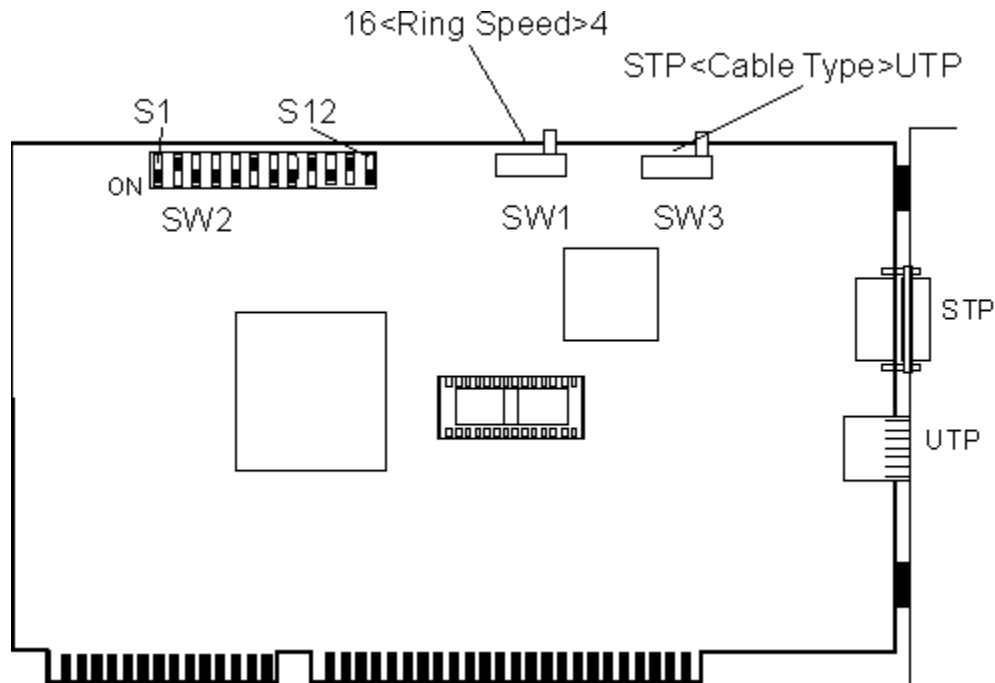 16<Ring Speed>4
STP<Cable Type>UTP
S1
S12
ON
SW2
SW1
SW3
STP
UTP